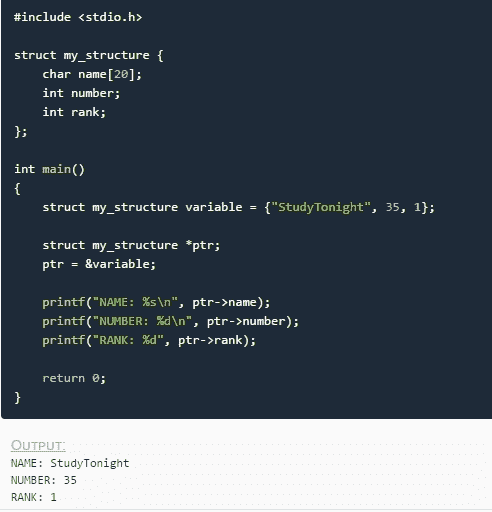 #include <stdio.h>

struct my_structure {
    char name[20];
    int number;
    int rank;
};

int main()
{
    struct my_structure variable = {"StudyTonight", 35, 1};

    struct my_structure *ptr;
    ptr = &variable;

    printf("NAME: %s\n", ptr->name);
    printf("NUMBER: %d\n", ptr->number);
    printf("RANK: %d", ptr->rank);

    return 0;
}
OUTPUT:
NAME: StudyTonight
NUMBER: 35
RANK: 1